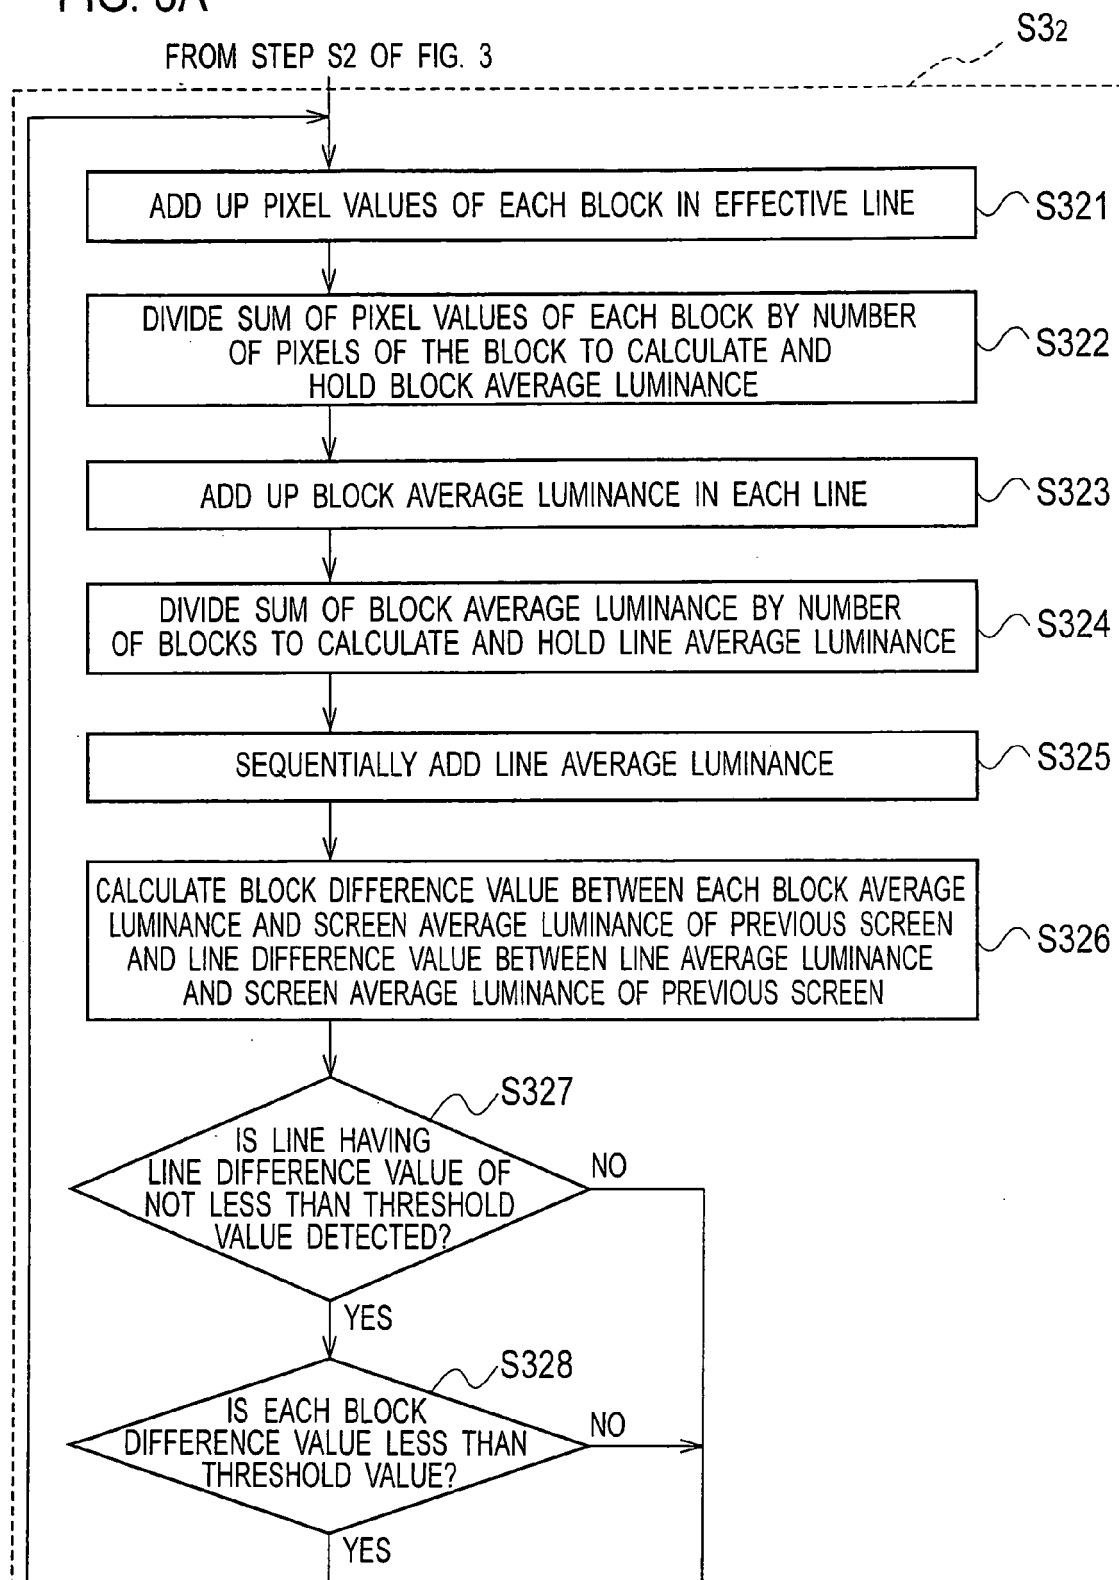 FROM STEP S2 OF FIG. 3
S32
ADD UP PIXEL VALUES OF EACH BLOCK IN EFFECTIVE LINE
S321
DIVIDE SUM OF PIXEL VALUES OF EACH BLOCK BY NUMBER
OF PIXELS OF THE BLOCK TO CALCULATE AND
HOLD BLOCK AVERAGE LUMINANCE
S322
ADD UP BLOCK AVERAGE LUMINANCE IN EACH LINE
S323
DIVIDE SUM OF BLOCK AVERAGE LUMINANCE BY NUMBER
OF BLOCKS TO CALCULATE AND HOLD LINE AVERAGE LUMINANCE
S324
SEQUENTIALLY ADD LINE AVERAGE LUMINANCE
S325
CALCULATE BLOCK DIFFERENCE VALUE BETWEEN EACH BLOCK AVERAGE
LUMINANCE AND SCREEN AVERAGE LUMINANCE OF PREVIOUS SCREEN
AND LINE DIFFERENCE VALUE BETWEEN LINE AVERAGE LUMINANCE
AND SCREEN AVERAGE LUMINANCE OF PREVIOUS SCREEN
S326
S327
IS LINE HAVING
LINE DIFFERENCE VALUE OF
NOT LESS THAN THRESHOLD
VALUE DETECTED?
NO
YES
S328
IS EACH BLOCK
DIFFERENCE VALUE LESS THAN
THRESHOLD VALUE?
NO
YES